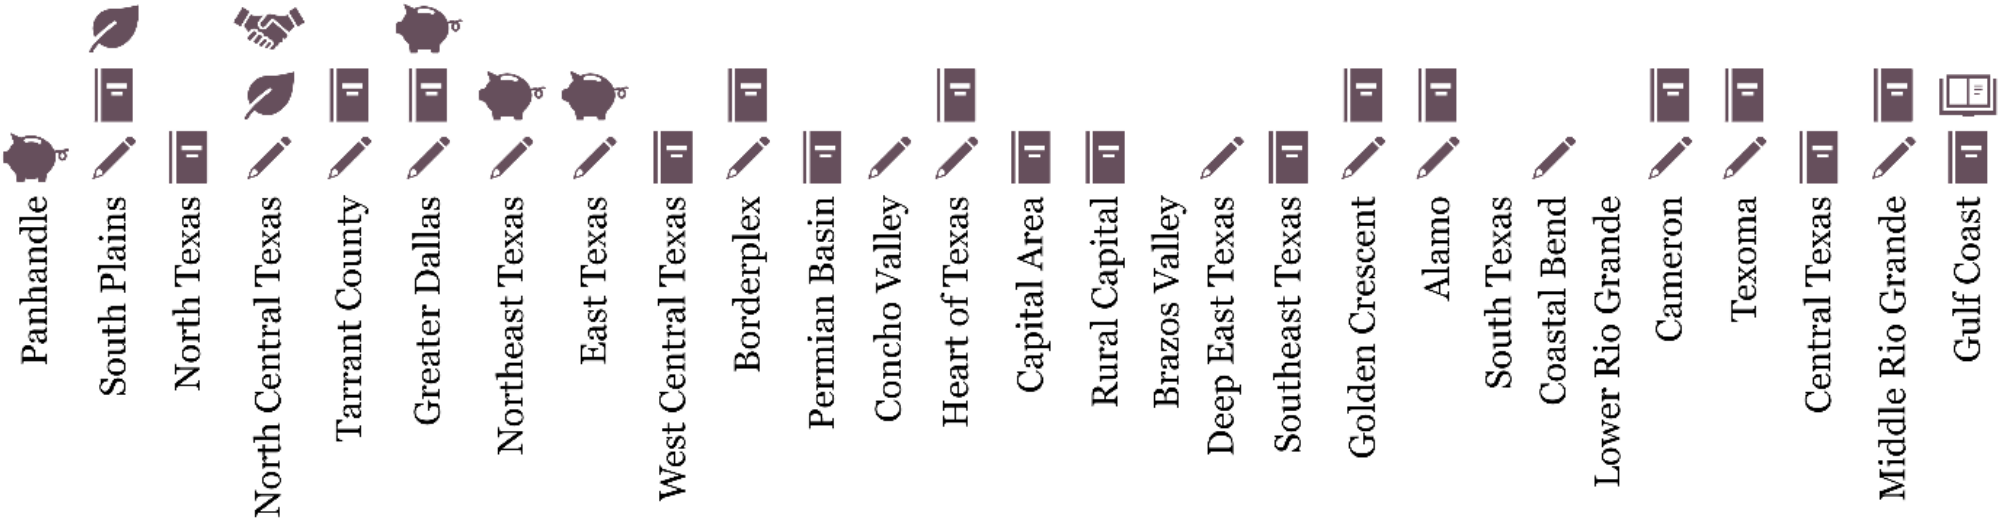 Panhandle
South Plains
North Texas
North Central Texas
Tarrant County
Greater Dallas
Northeast Texas
East Texas
West Central Texas
Borderplex
Permian Basin
Concho Valley
Heart of Texas
Capital Area
Rural Capital
Brazos Valley
Deep East Texas
Southeast Texas
Golden Crescent
Alamo
South Texas
Coastal Bend
Lower Rio Grande
Cameron
Texoma
Central Texas
Middle Rio Grande
Gulf Coast